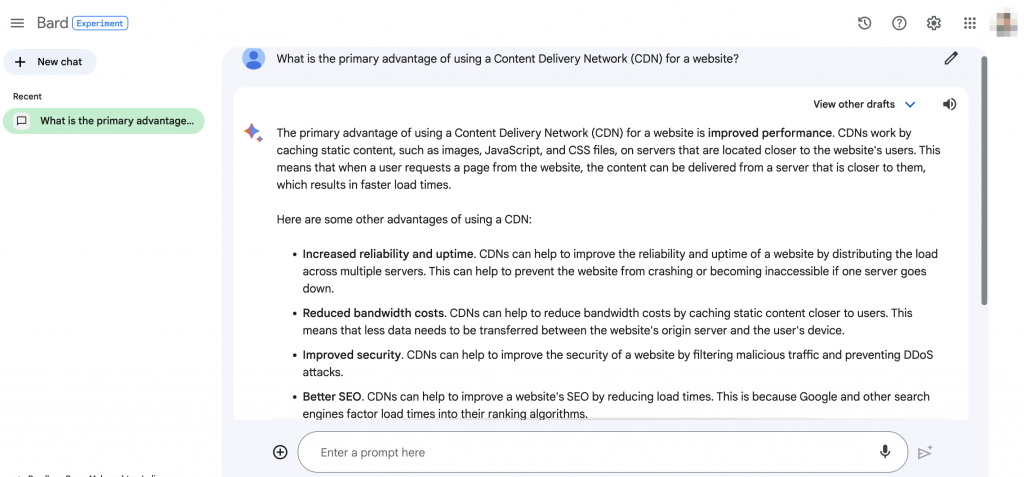 Bard Experiment
New chat
Recent
What is the primary advantage...
What is the primary advantage of using a Content Delivery Network (CDN) for a website?
View other drafts
The primary advantage of using a Content Delivery Network (CDN) for a website is improved performance. CDNs work by
caching static content, such as images, JavaScript, and CSS files, on servers that are located closer to the website's users. This
means that when a user requests a page from the website, the content can be delivered from a server that is closer to them,
which results in faster load times.
Here are some other advantages of using a CDN:
• Increased reliability and uptime. CDNs can help to improve the reliability and uptime of a website by distributing the load
across multiple servers. This can help to prevent the website from crashing or becoming inaccessible if one server goes
down.
• Reduced bandwidth costs. CDNs can help to reduce bandwidth costs by caching static content closer to users. This
means that less data needs to be transferred between the website's origin server and the user's device.
• Improved security. CDNs can help to improve the security of a website by filtering malicious traffic and preventing DDoS
attacks.
• Better SEO. CDNs can help to improve a website's SEO by reducing load times. This is because Google and other search
engines factor load times into their ranking algorithms.
Enter a prompt here